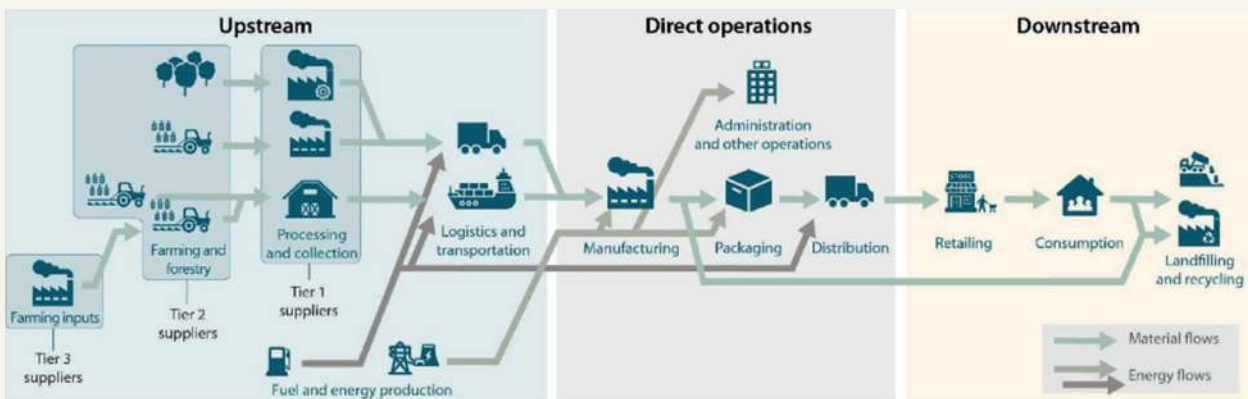 Upstream
Direct operations
Downstream
Administration
and other operations
Farming and
forestry
Processing
and collection
Logistics and
transportation
Manufacturing
Packaging
Distribution
Retailing
Consumption
Landfilling
and recycling
Farming inputs
Tier 3
suppliers
Tier 2
suppliers
Tier 1
suppliers
Fuel and energy production
STORE
Material flows
Energy flows